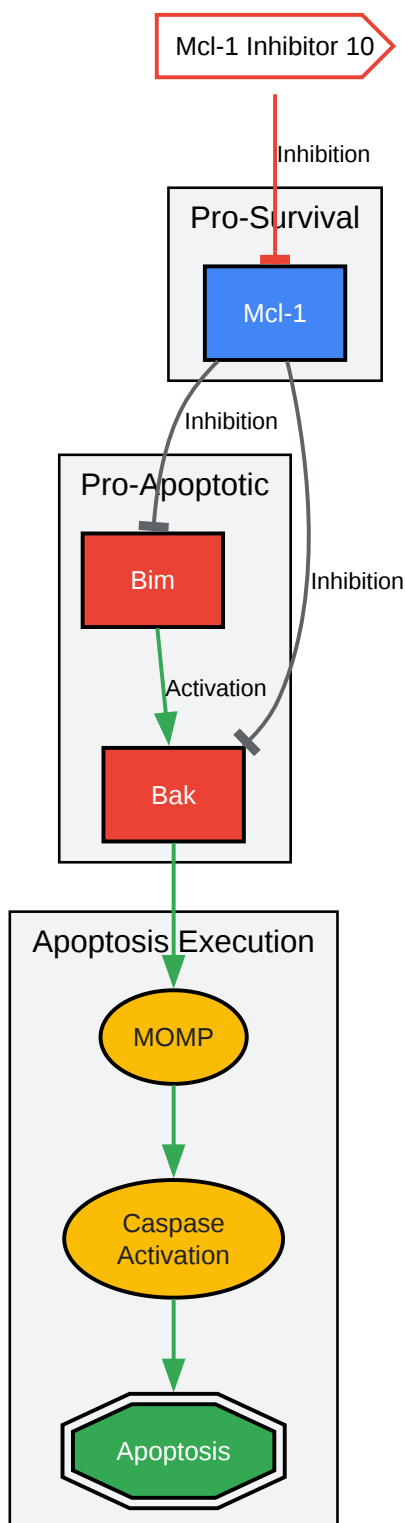 Mcl-1 Inhibitor 10
Inhibition
Pro-Survival
Mcl-1
Inhibition
Pro-Apoptotic
Bim
Inhibition
Activation
Bak
Apoptosis Execution
MOMP
Caspase
Activation
Apoptosis